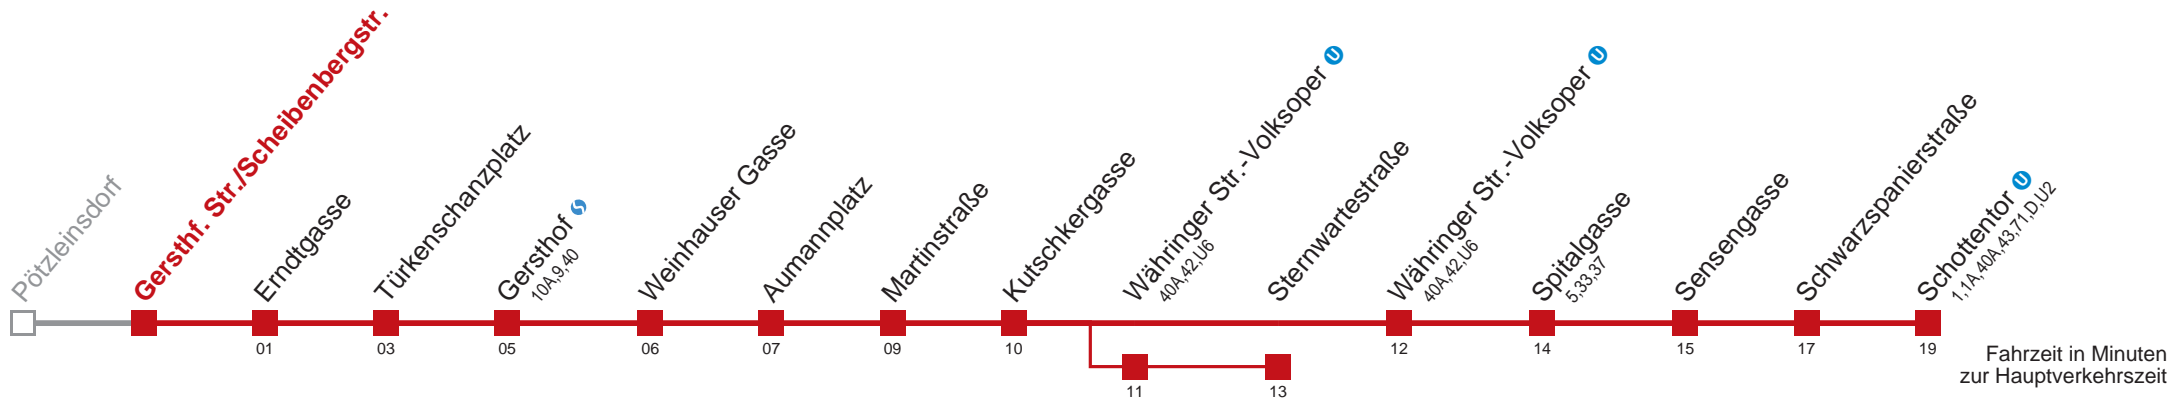 Pötzleinsdorf
Gersthf. Str./Scheibenbergstr.
Erndtgasse
01
Türkenschanzplatz
03
Gersthof S
10A,9,40
05
Weinhauser Gasse
06
Aumannplatz
07
Martinstraße
09
Kutschkergasse
10
Währinger Str.-Volksoper U
40A,42,U6
11
Sternwartestraße
13
Währinger Str.-Volksoper U
40A,42,U6
12
Spitalgasse
5,33,37
14
Sensengasse
15
Schwarzspanierstraße
17
Schottentor U
1,1A,40A,43,71,D,U2
19
Fahrzeit in Minuten
zur Hauptverkehrszeit